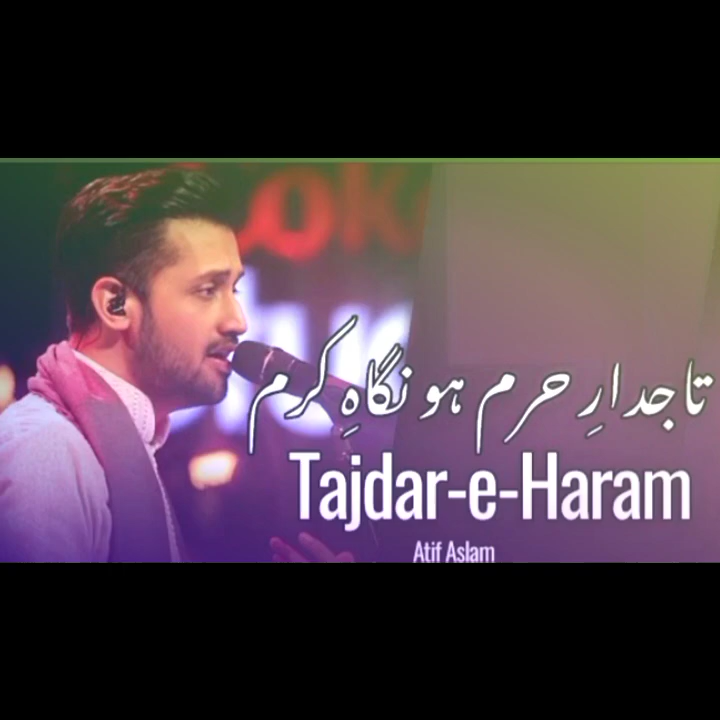 تاجدارِ حرم ہو نگاہِ کرم
Tajdar-e-Haram
Atif Aslam